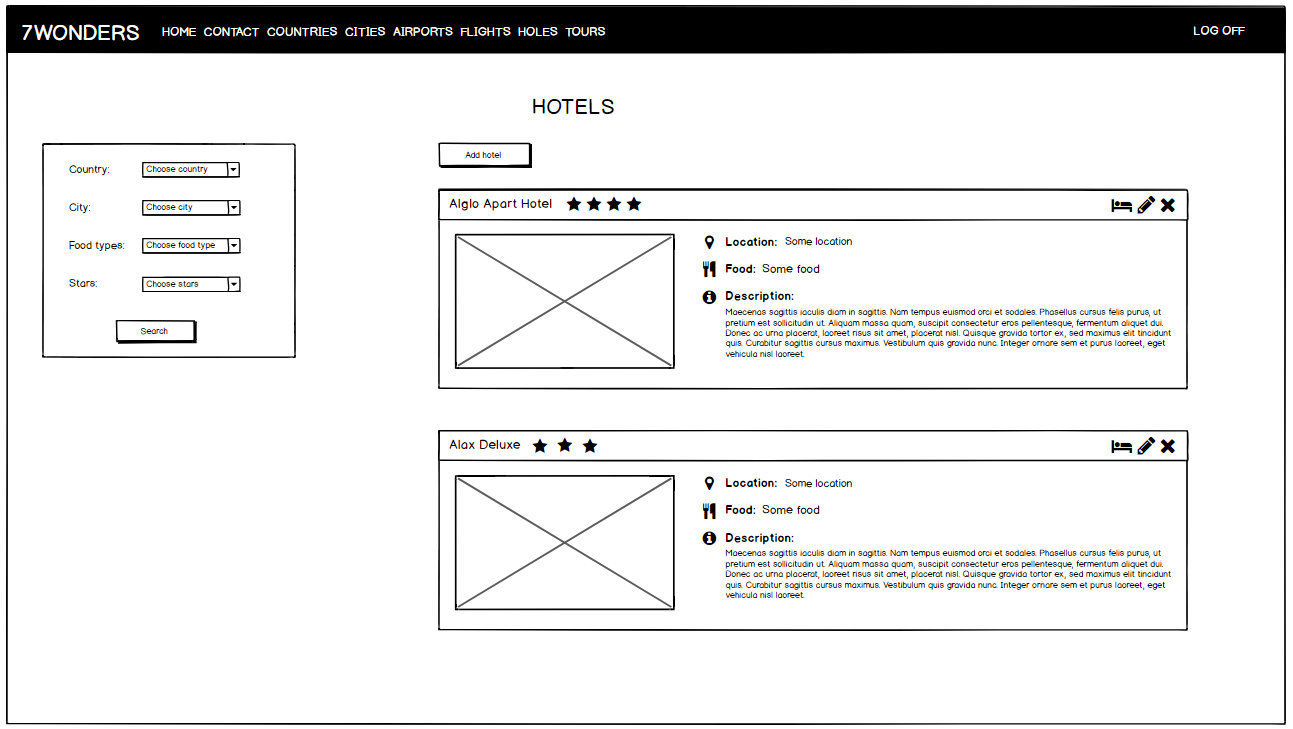 7WONDERS HOME CONTACT COUNTRIES CITIES AIRPORTS FLIGHTS HOLES TOURS LOG OFF
HOTELS
Country: Choose country
City: Choose city
Food types: Choose food type
Stars: Choose stars
Search
Add hotel
Alglo Apart Hotel
Location: Some location
Food: Some food
Description:
Maecenas sagittis iaculis diam in sagittis. Nam tempus euismod orci et sodales. Phasellus cursus felis purus, ut
pretium est sollicitudin ut. Aliquam massa quam, suscipit consectetur eros pellentesque, fermentum aliquet dui.
Donec ac urna placerat, laoreet risus sit amet, placerat nisl. Quisque gravida tortor ex, sed maximus elit tincidunt
quis. Curabitur sagittis cursus maximus. Vestibulum quis gravida nunc. Integer ornare sem et purus laoreet, eget
vehicula nisl laoreet.
Alax Deluxe
Location: Some location
Food: Some food
Description:
Maecenas sagittis iaculis diam in sagittis. Nam tempus euismod orci et sodales. Phasellus cursus felis purus, ut
pretium est sollicitudin ut. Aliquam massa quam, suscipit consectetur eros pellentesque, fermentum aliquet dui.
Donec ac urna placerat, laoreet risus sit amet, placerat nisl. Quisque gravida tortor ex, sed maximus elit tincidunt
quis. Curabitur sagittis cursus maximus. Vestibulum quis gravida nunc. Integer ornare sem et purus laoreet, eget
vehicula nisl laoreet.